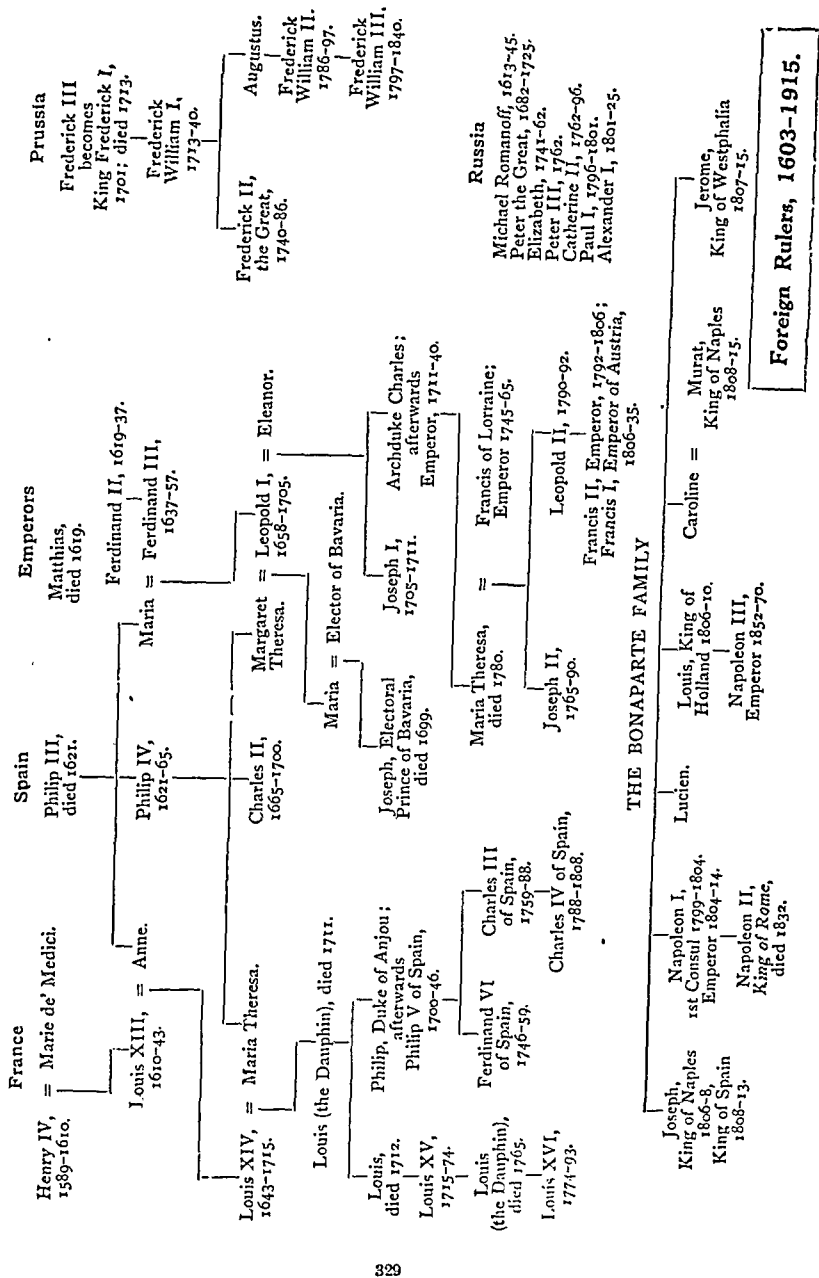 France
Henry IV,
1589-1610.
= Marie de' Medici.
Louis XIII,
1610-43.
= Anne.
Louis XIV,
1643-1715.
= Maria Theresa.
Louis (the Dauphin), died 1711.
Louis,
died 1712.
Louis XV,
1715-74.
Louis
(the Dauphin),
died 1765.
Louis XVI,
1774-93.
Philip, Duke of Anjou;
afterwards
Philip V of Spain,
1700-46.
Ferdinand VI
of Spain,
1746-59.
Charles III
of Spain,
1759-88.
Charles IV of Spain,
1788-1808.
Spain
Philip III,
died 1621.
Philip IV,
1621-65.
Charles II,
1665-1700.
Emperors
Matthias,
died 1619.
Ferdinand II, 1619-37.
Maria = Ferdinand III,
1637-57.
Margaret
Theresa.
= Leopold I,
1658-1705.
= Eleanor.
Maria = Elector of Bavaria.
Joseph, Electoral
Prince of Bavaria,
died 1699.
Joseph I,
1705-1711.
Archduke Charles;
afterwards
Emperor, 1711-40.
Maria Theresa,
died 1780.
= Francis of Lorraine;
Emperor 1745-65.
Joseph II,
1765-90.
Leopold II, 1790-92.
Francis II, Emperor, 1792-1806;
Francis I, Emperor of Austria,
1806-35.
Prussia
Frederick III
becomes
King Frederick I,
1701; died 1713.
Frederick
William I,
1713-40.
Frederick II,
the Great,
1740-86.
Augustus.
Frederick
William II.
1786-97.
Frederick
William III.
1797-1840.
Russia
Michael Romanoff, 1613-45.
Peter the Great, 1682-1725.
Elizabeth, 1741-62.
Peter III, 1762.
Catherine II, 1762-96.
Paul I, 1796-1801.
Alexander I, 1801-25.
THE BONAPARTE FAMILY
Joseph,
King of Naples
1806-8,
King of Spain
1808-13.
Napoleon I,
1st Consul 1799-1804.
Emperor 1804-14.
Napoleon II,
King of Rome,
died 1832.
Lucien.
Louis, King of
Holland 1806-10.
Napoleon III,
Emperor 1852-70.
Caroline =
Murat,
King of Naples
1808-15.
Jerome,
King of Westphalia
1807-15.
Foreign Rulers, 1603-1915.
329